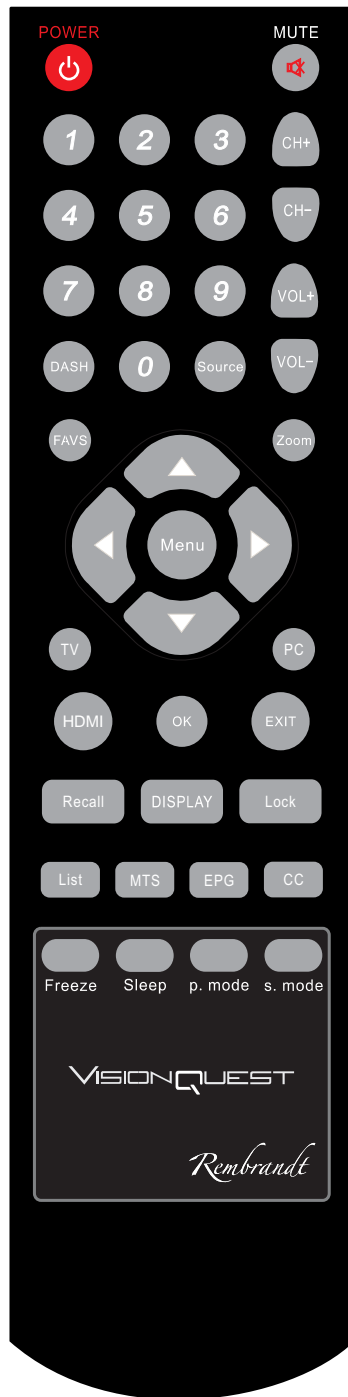 POWER MUTE
1 2 3 CH+
4 5 6 CH-
7 8 9 VOL+
DASH 0 Source VOL-
FAVS Zoom
Menu
TV PC
HDMI OK EXIT
Recall DISPLAY Lock
List MTS EPG CC
Freeze Sleep p. mode s. mode
VISIONQUEST
Rembrandt